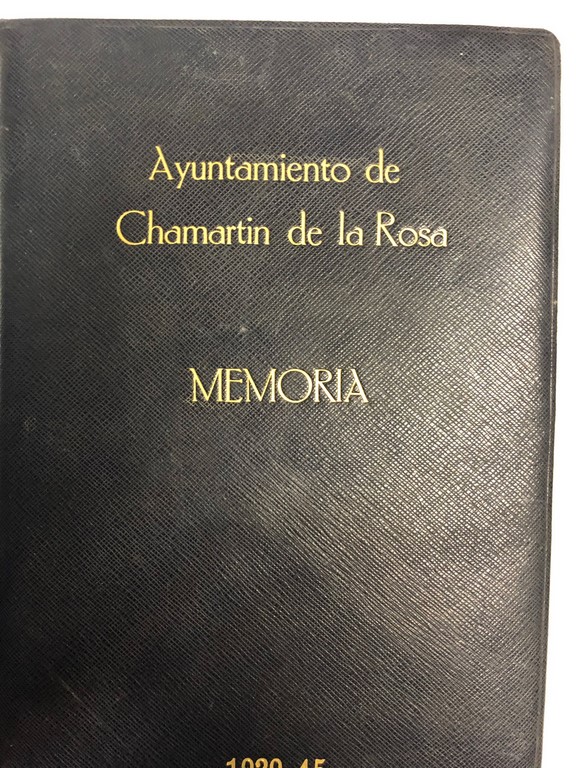 Ayuntamiento de
Chamartin de la Rosa
MEMORIA